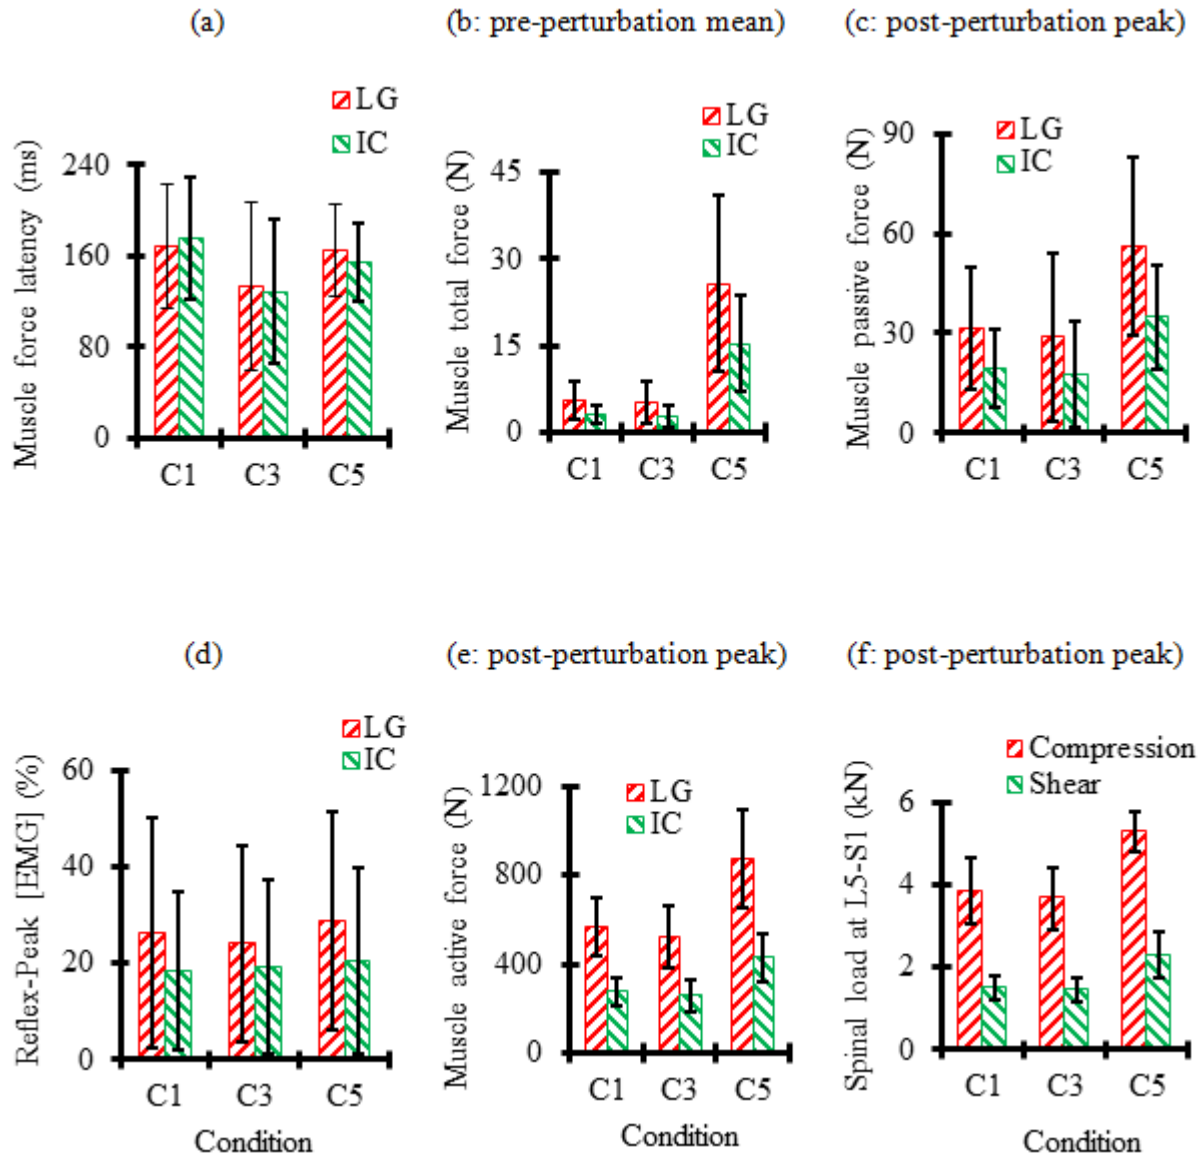 (a)
Muscle force latency (ms)
LG
IC
240
160
80
0
C1 C3 C5
(b: pre-perturbation mean)
Muscle total force (N)
LG
IC
45
30
15
0
C1 C3 C5
(c: post-perturbation peak)
Muscle passive force (N)
LG
IC
90
60
30
0
C1 C3 C5
(d)
Reflex-Peak [EMG] (%)
LG
IC
60
40
20
0
C1 C3 C5
Condition
(e: post-perturbation peak)
Muscle active force (N)
LG
IC
1200
800
400
0
C1 C3 C5
Condition
(f: post-perturbation peak)
Spinal load at L5-S1 (kN)
Compression
Shear
6
4
2
0
C1 C3 C5
Condition